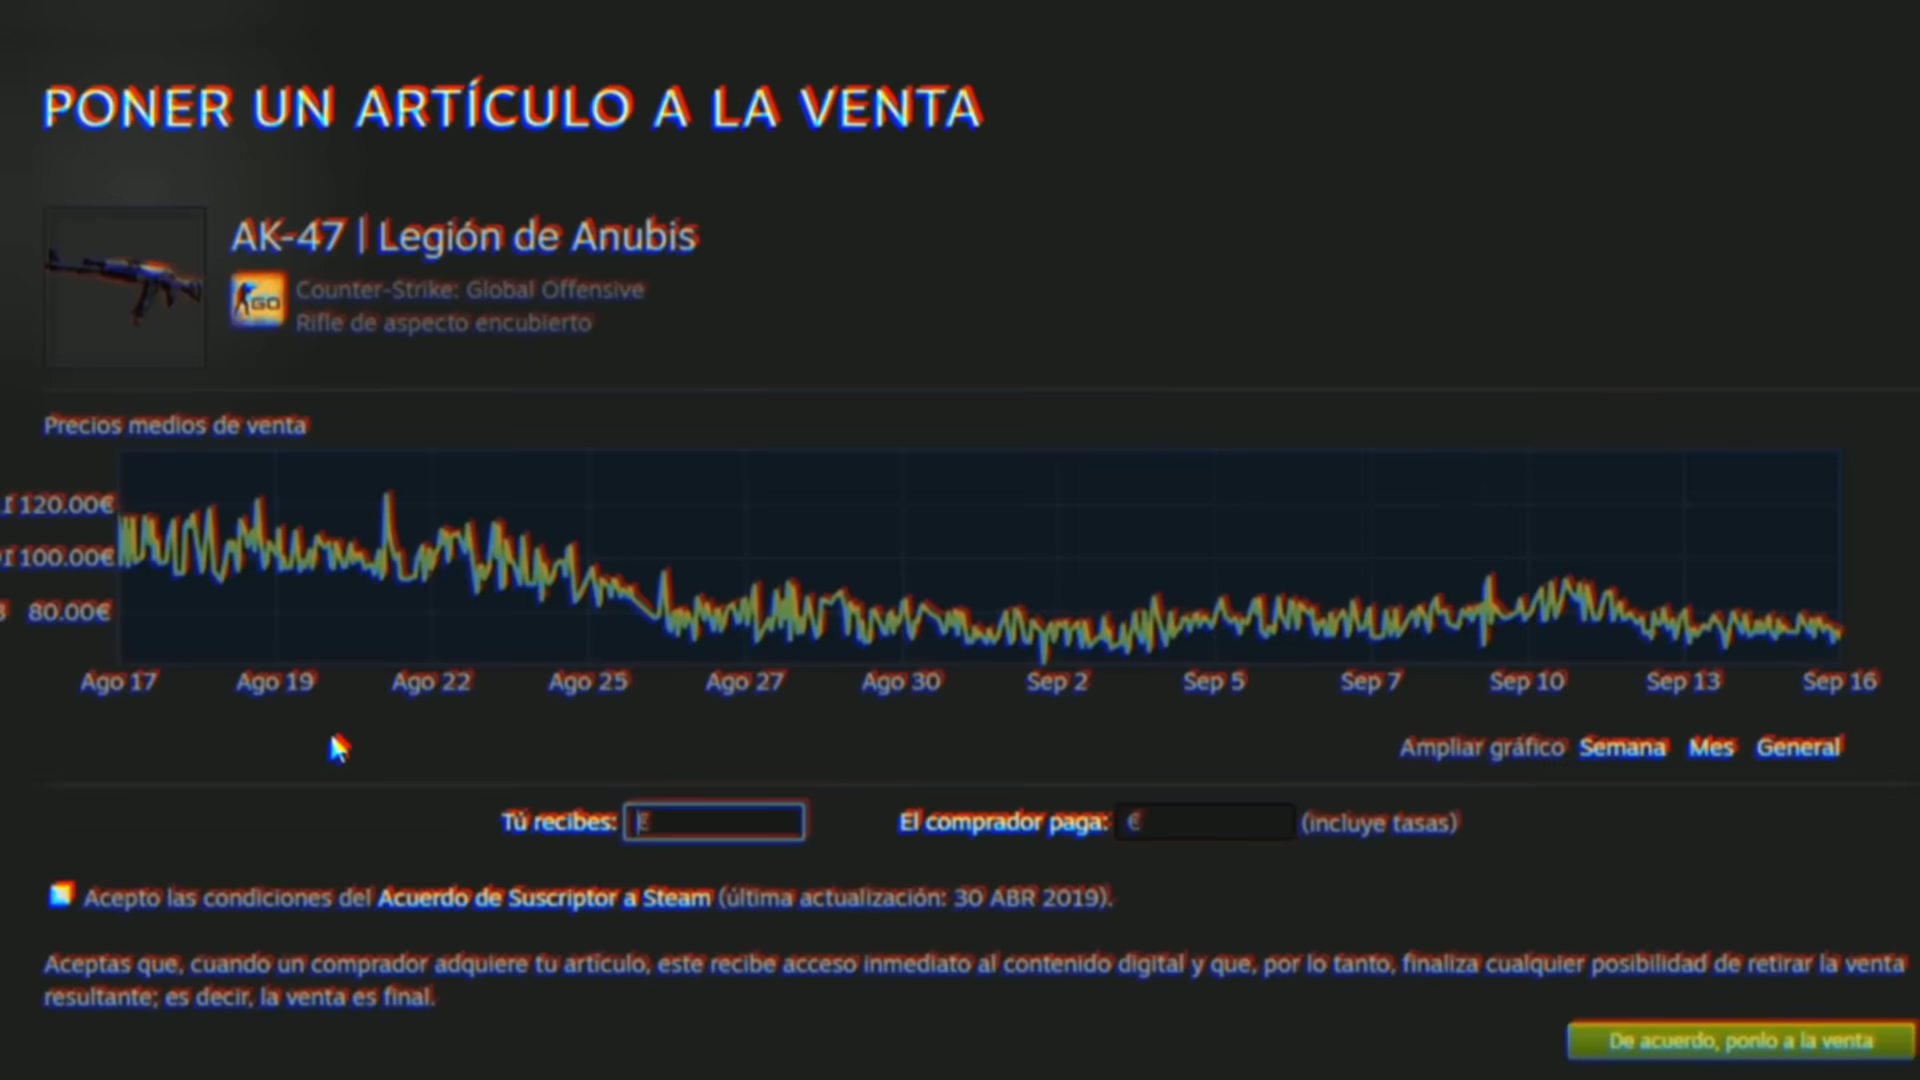 PONER UN ARTÍCULO A LA VENTA
AK-47 | Legión de Anubis
GO
Counter-Strike: Global Offensive
Rifle de aspecto encubierto
Precios medios de venta
120.00€
100.00€
80.00€
Ago 17 Ago 19 Ago 22 Ago 25 Ago 27 Ago 30 Sep 2 Sep 5 Sep 7 Sep 10 Sep 13 Sep 16
Ampliar gráfico Semana Mes General
Tú recibes: € El comprador paga: € (incluye tasas)
Acepto las condiciones del Acuerdo de Suscriptor a Steam (última actualización: 30 ABR 2019).
Aceptas que, cuando un comprador adquiere tu artículo, este recibe acceso inmediato al contenido digital y que, por lo tanto, finaliza cualquier posibilidad de retirar la venta
resultante; es decir, la venta es final.
De acuerdo, ponlo a la venta